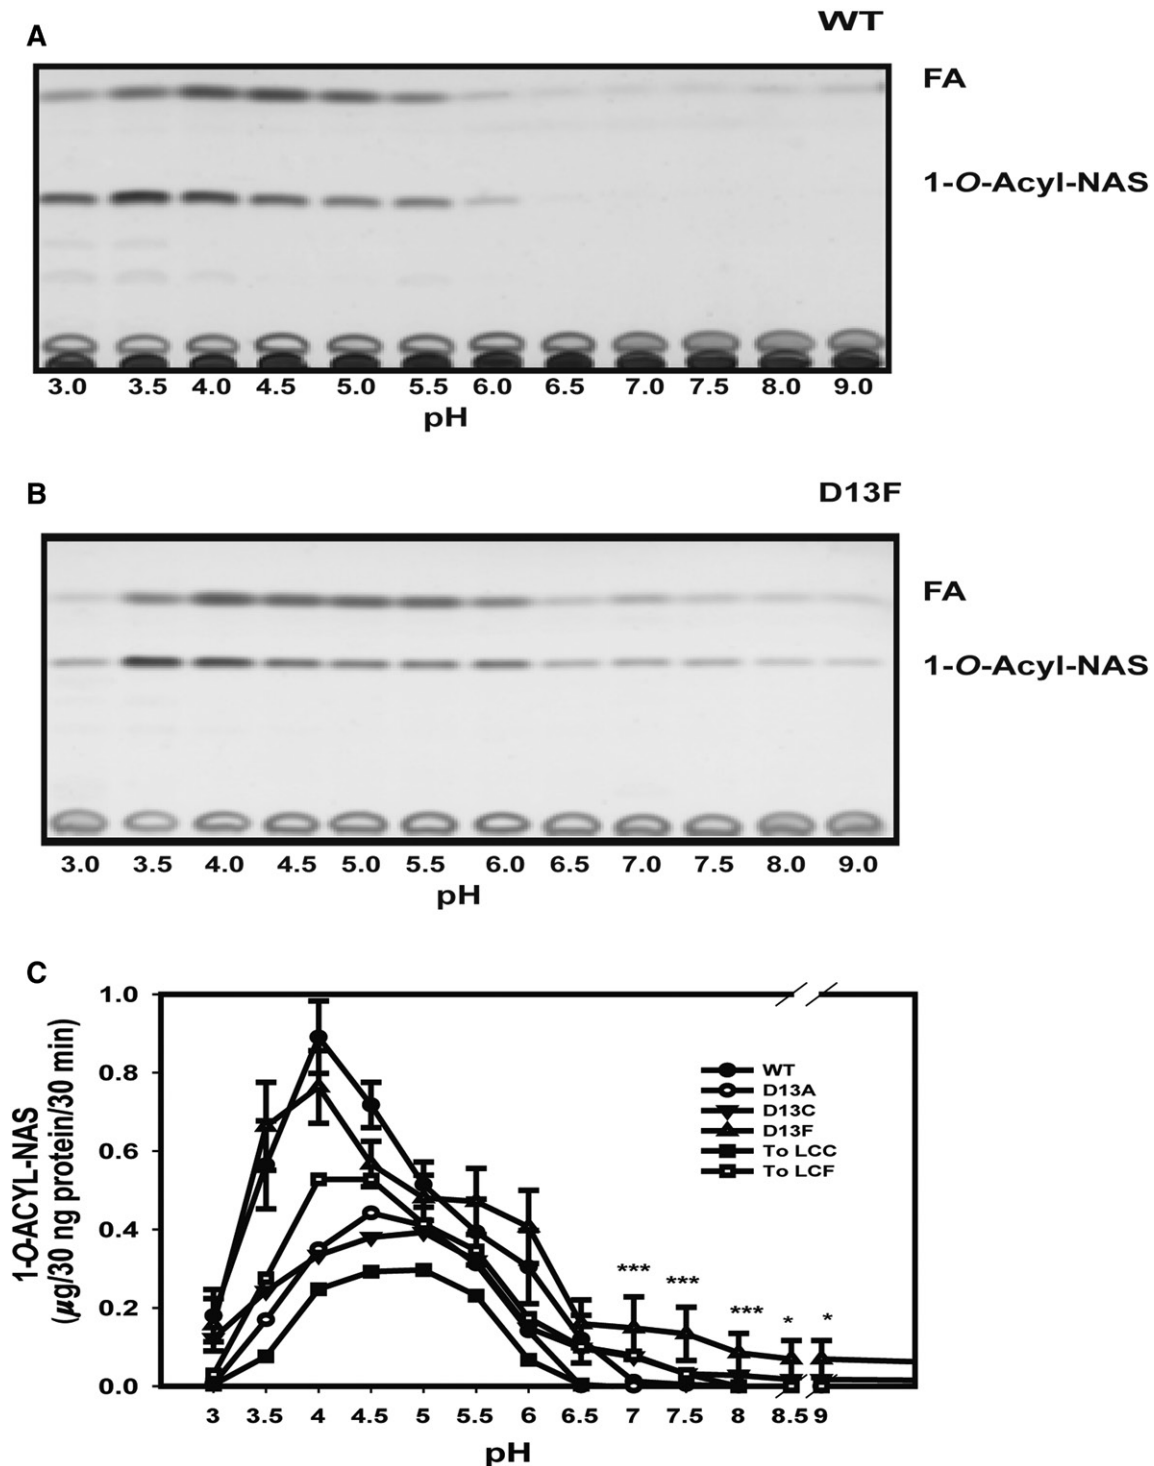 A
WT
FA
1-O-Acyl-NAS
3.0 3.5 4.0 4.5 5.0 5.5 6.0 6.5 7.0 7.5 8.0 9.0
pH
B
D13F
FA
1-O-Acyl-NAS
3.0 3.5 4.0 4.5 5.0 5.5 6.0 6.5 7.0 7.5 8.0 9.0
pH
C
1-O-ACYL-NAS
(µg/30 ng protein/30 min)
1.0
0.8
0.6
0.4
0.2
0.0
WT
D13A
D13C
D13F
To LCC
To LCF
*** *** *** * *
3 3.5 4 4.5 5 5.5 6 6.5 7 7.5 8 8.5 9
pH